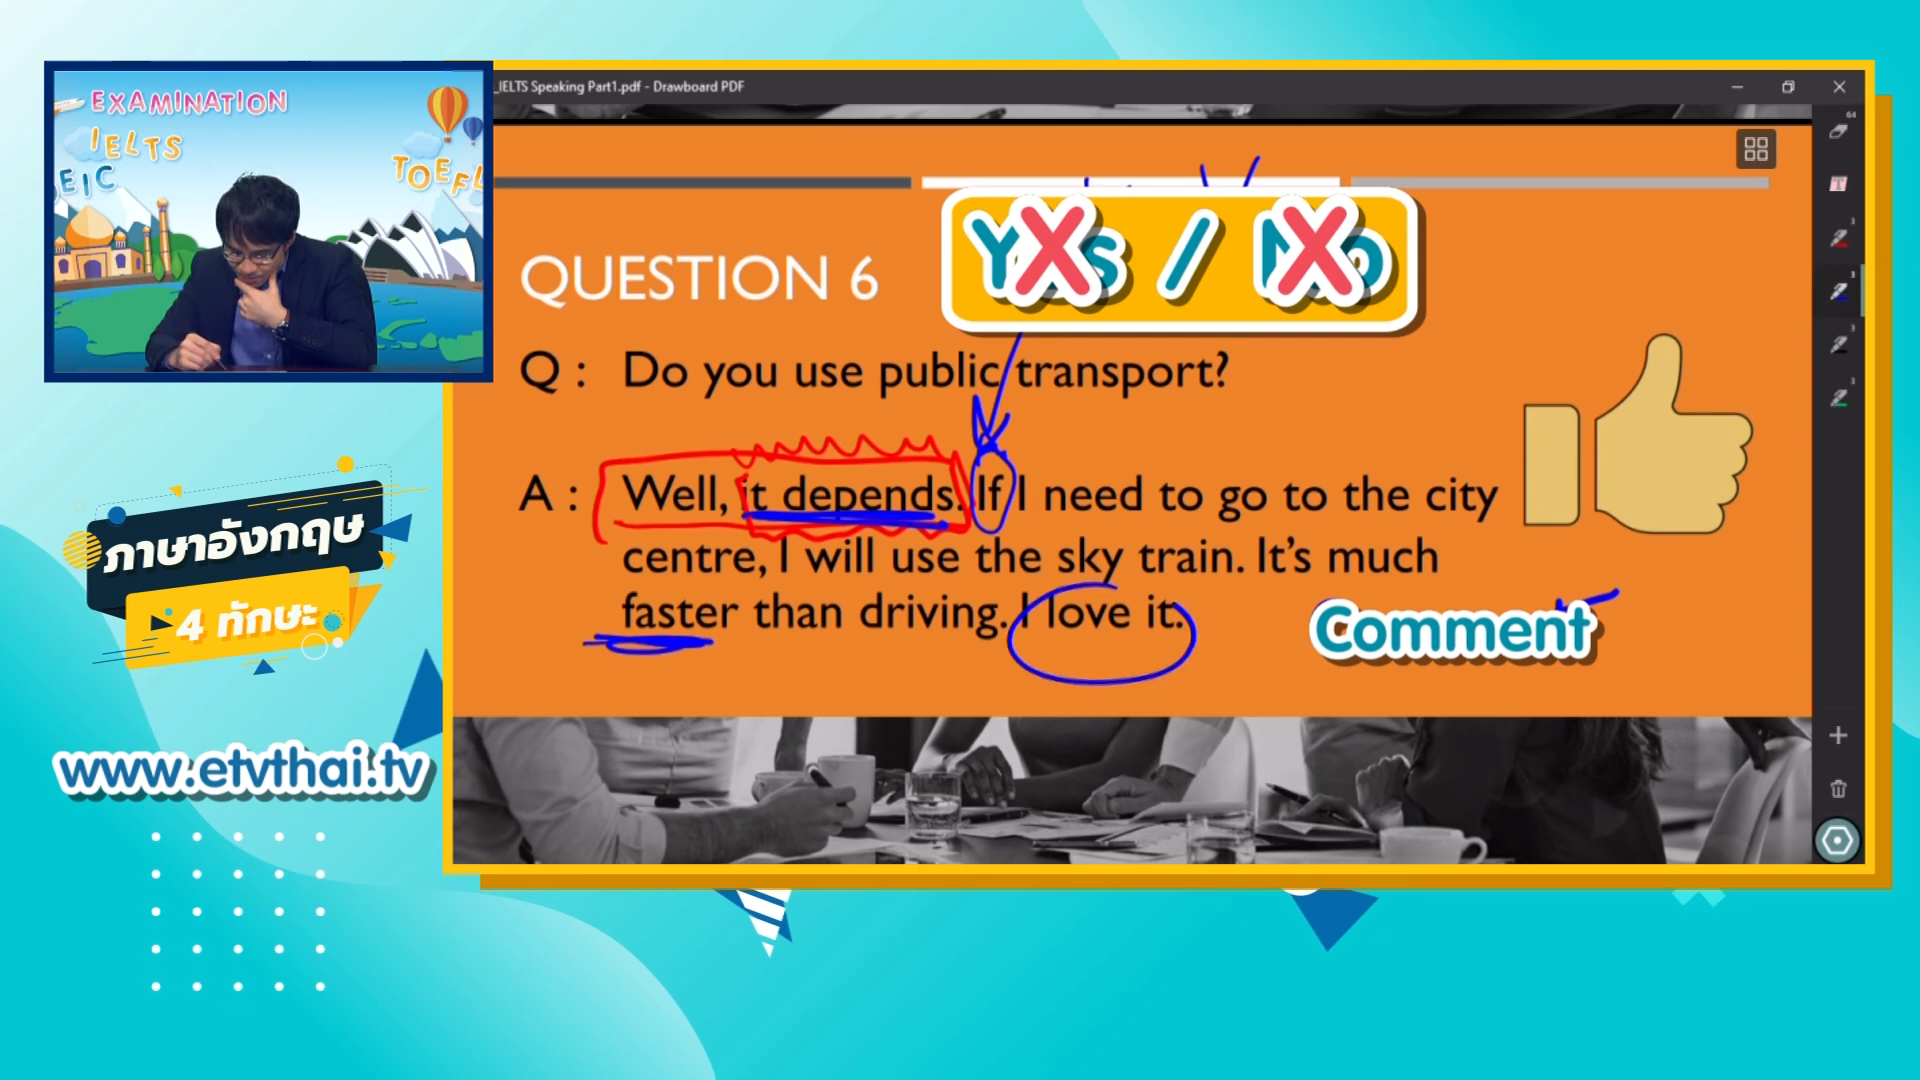 EXAMINATION
IELTS
EIC
TOEFL
_IELTS Speaking Part1.pdf - Drawboard PDF
QUESTION 6
Yes / No
Q : Do you use public transport?
A : Well, it depends. If I need to go to the city
centre, I will use the sky train. It's much
faster than driving. I love it.
Comment
ภาษาอังกฤษ
4 ทักษะ
www.etvthai.tv